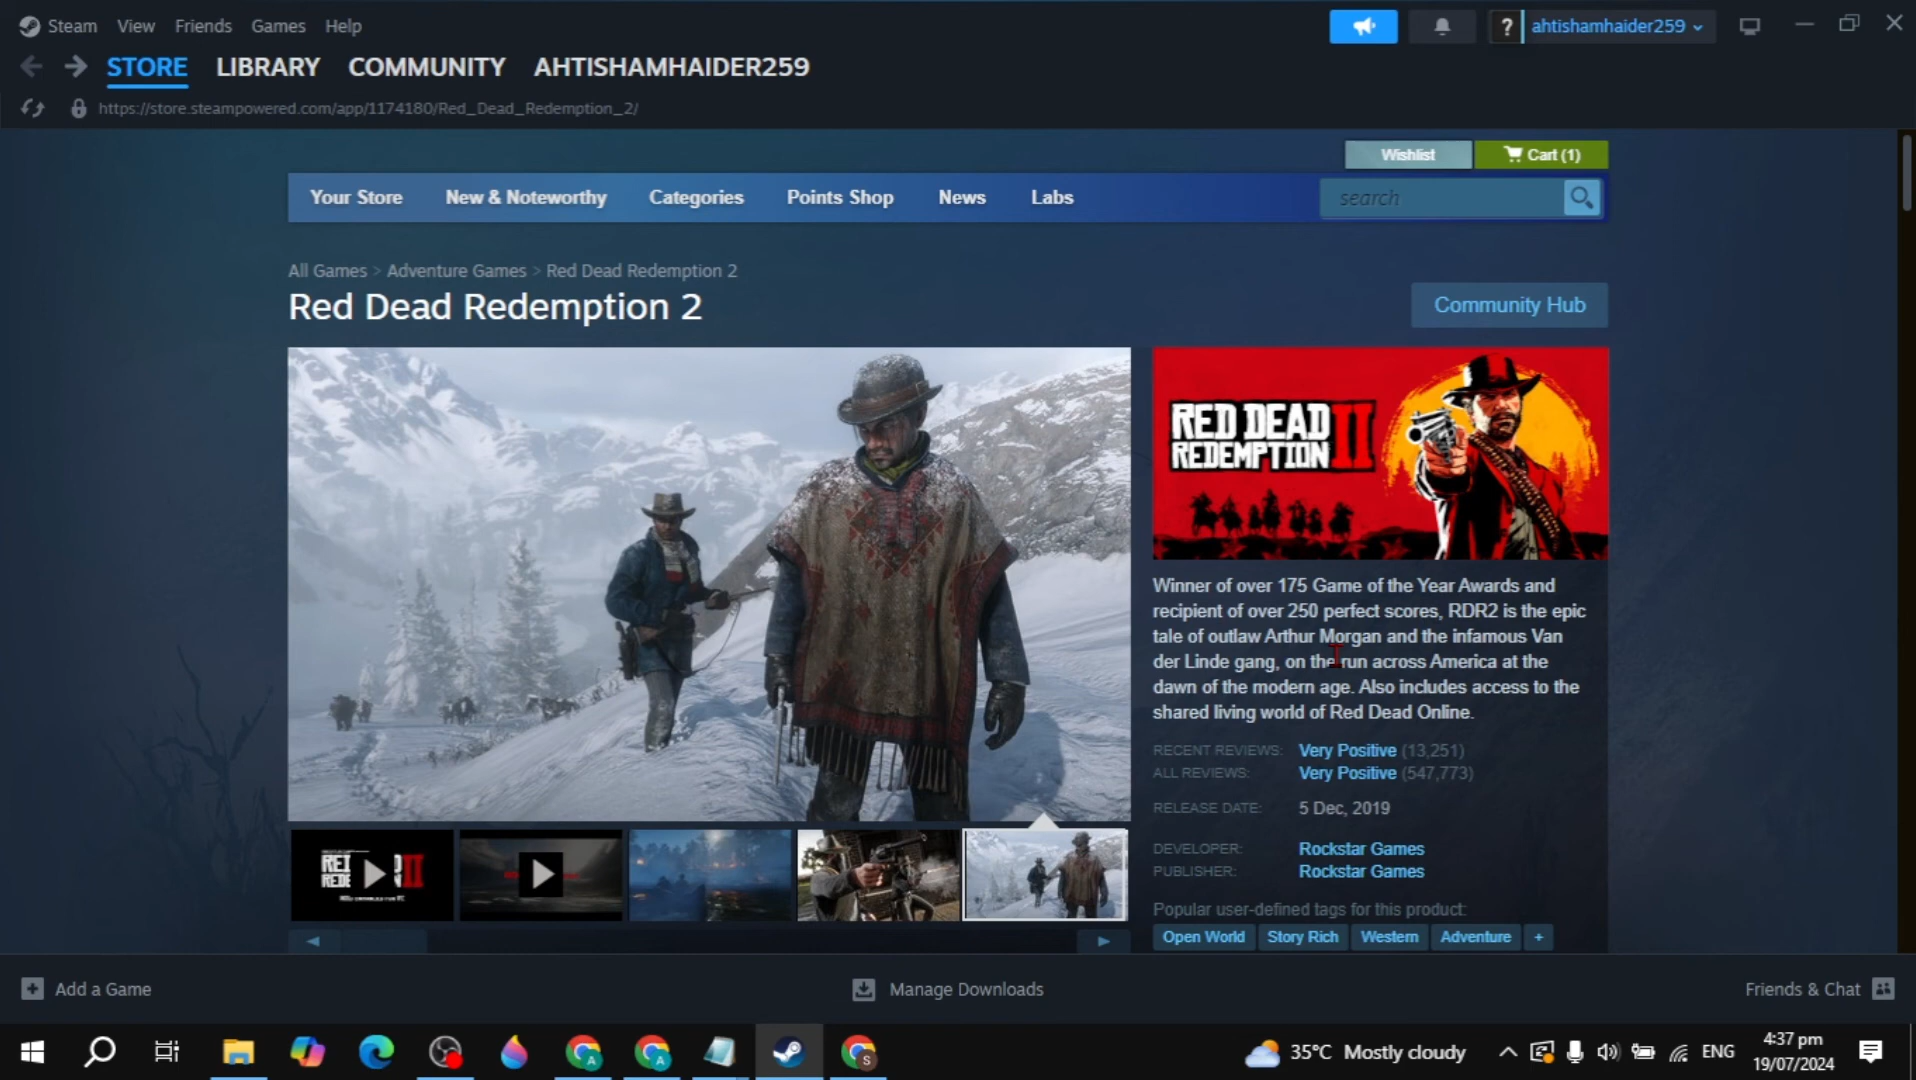 Steam View Friends Games Help
? ahtishamhaider259
STORE LIBRARY COMMUNITY AHTISHAMHAIDER259
https://store.steampowered.com/app/1174180/Red_Dead_Redemption_2/
Wishlist Cart (1)
Your Store New & Noteworthy Categories Points Shop News Labs search
All Games > Adventure Games > Red Dead Redemption 2
Red Dead Redemption 2
Community Hub
RED DEAD
REDEMPTION II
Winner of over 175 Game of the Year Awards and
recipient of over 250 perfect scores, RDR2 is the epic
tale of outlaw Arthur Morgan and the infamous Van
der Linde gang, on the run across America at the
dawn of the modern age. Also includes access to the
shared living world of Red Dead Online.
RECENT REVIEWS: Very Positive (13,251)
ALL REVIEWS: Very Positive (547,773)
RELEASE DATE: 5 Dec, 2019
DEVELOPER: Rockstar Games
PUBLISHER: Rockstar Games
Popular user-defined tags for this product:
Open World Story Rich Western Adventure +
Add a Game Manage Downloads Friends & Chat
35°C Mostly cloudy ENG
4:37 pm
19/07/2024